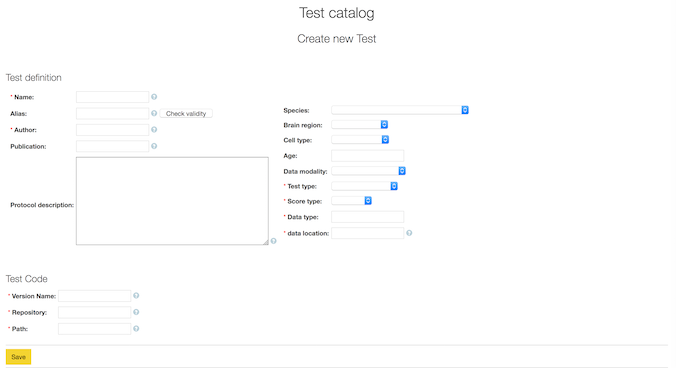 Test catalog
Create new Test
Test definition
* Name:
Alias:
Check validity
* Author:
Publication:
Protocol description:
Species:
Brain region:
Cell type:
Age:
Data modality:
* Test type:
* Score type:
* Data type:
* data location:
Test Code
* Version Name:
* Repository:
* Path:
Save